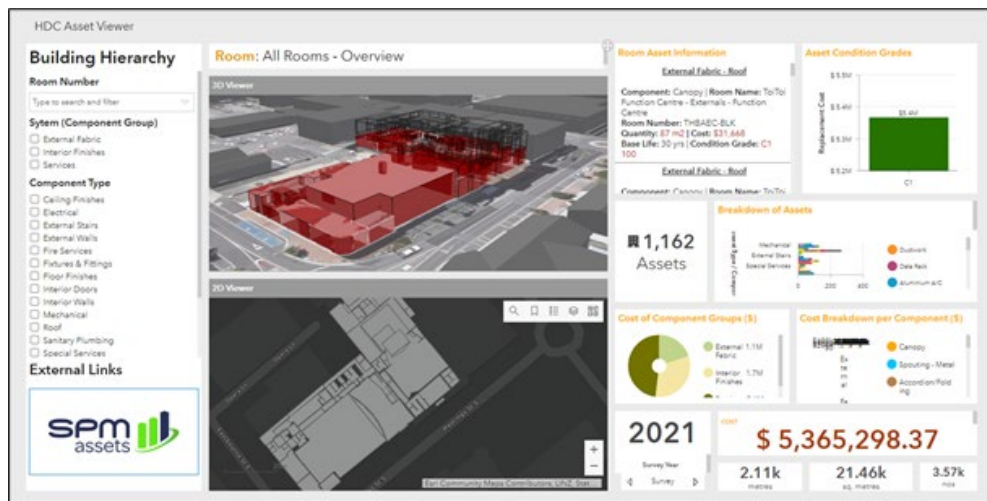 HDC Asset Viewer
Building Hierarchy
Room Number
Type to search and filter
Sytem (Component Group)
External Fabric
Interior Finishes
Services
Component Type
Ceiling Finishes
Electrical
External Stairs
External Walls
Fire Services
Fixtures & Fittings
Floor Finishes
Interior Doors
Interior Walls
Mechanical
Roof
Sanitary Plumbing
Special Services
External Links
SPM
assets
Room: All Rooms - Overview
3D Viewer
2D Viewer
Esri Community Maps Contributors, LINZ, Stat...
Room Asset Information
External Fabric - Roof
Component: Canopy | Room Name: ToiToi
Function Centre - Externals - Function
Centre
Room Number: THBAEC-BLK
Quantity: 87 m2 | Cost: $31,668
Base Life: 30 yrs | Condition Grade: C1
100
External Fabric - Roof
Component: Canopy | Room Name: ToiToi
Asset Condition Grades
Replacement Cost
$ 5.5M
$ 5.4M
$ 5.3M
$ 5.2M
$5.4M
C1
1,162
Assets
Breakdown of Assets
Mechanical
External Stairs
Special Services
0 200 400
Ductwork
Data Rack
Aluminium A/C
Cost of Component Groups ($)
External 1.1M
Fabric
Interior 1.7M
Finishes
Cost Breakdown per Component ($)
Ex
te
rn
al
Canopy
Spouting - Metal
Accordion/Fold
ing
2021
Survey Year
Survey
COST
$ 5,365,298.37
2.11k
metres
21.46k
sq. metres
3.57k
nos